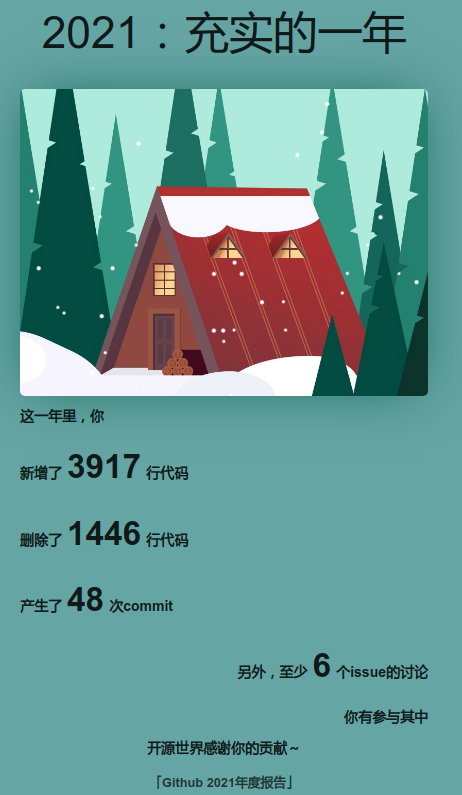 2021：充实的一年
这一年里，你
新增了 3917 行代码
删除了 1446 行代码
产生了 48 次commit
另外，至少 6 个issue的讨论
你有参与其中
开源世界感谢你的贡献～
「Github 2021年度报告」